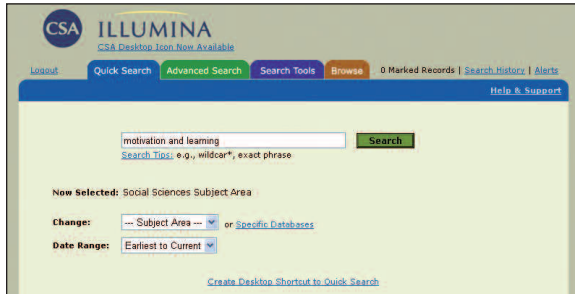 CSA ILLUMINA
CSA Desktop Icon Now Available
Logout Quick Search Advanced Search Search Tools Browse 0 Marked Records | Search History | Alerts
Help & Support
motivation and learning Search
Search Tips: e.g., wildcar*, exact phrase
Now Selected: Social Sciences Subject Area
Change: --- Subject Area --- or Specific Databases
Date Range: Earliest to Current
Create Desktop Shortcut to Quick Search